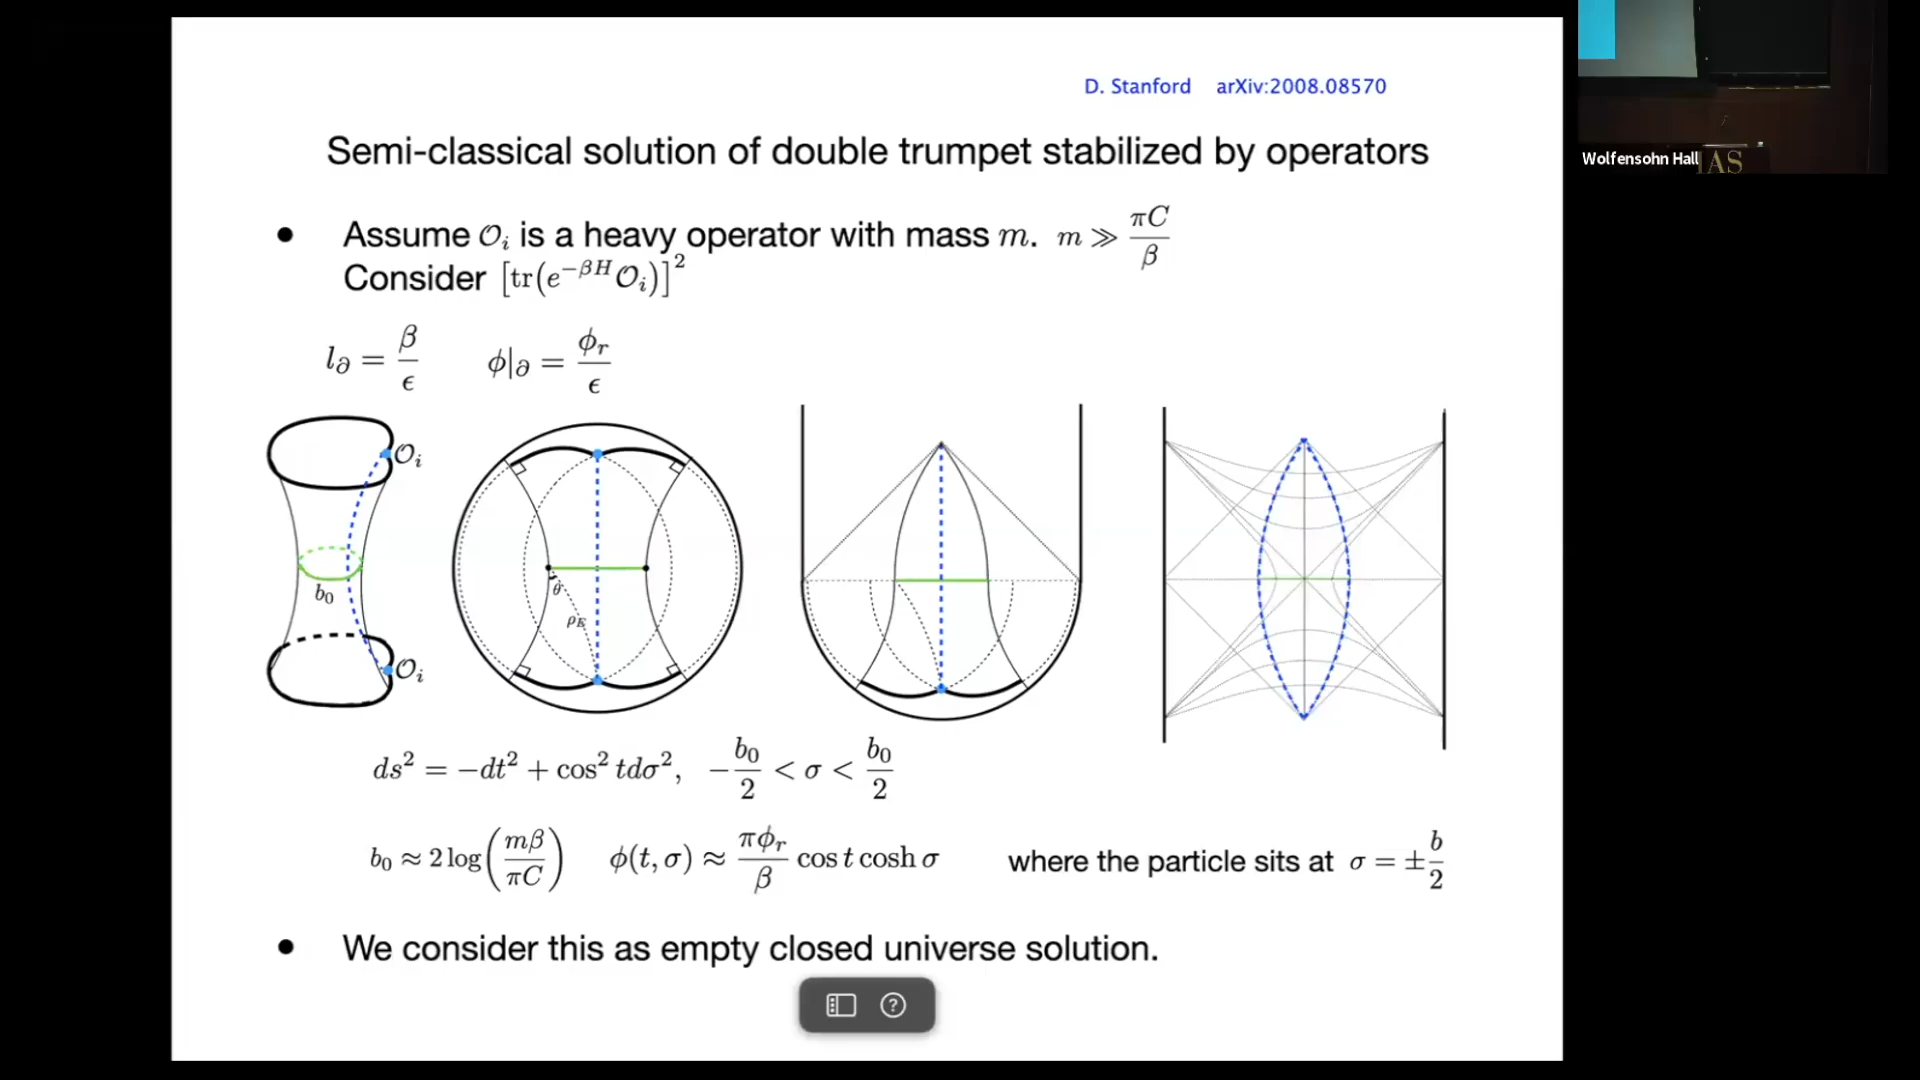 D. Stanford arXiv:2008.08570
Semi-classical solution of double trumpet stabilized by operators
• Assume 𝒪ᵢ is a heavy operator with mass m. m ≫ πC/β
Consider [tr(e^{-βH}𝒪ᵢ)]²
l_∂ = β/ϵ ϕ|_∂ = ϕ_r/ϵ
𝒪ᵢ
b₀
𝒪ᵢ
θ
ρ_E
ds² = −dt² + cos² tdσ², −b₀/2 < σ < b₀/2
b₀ ≈ 2 log(mβ/πC) ϕ(t, σ) ≈ πϕ_r/β cos t cosh σ where the particle sits at σ = ±b/2
• We consider this as empty closed universe solution.
Wolfensohn Hall
IAS